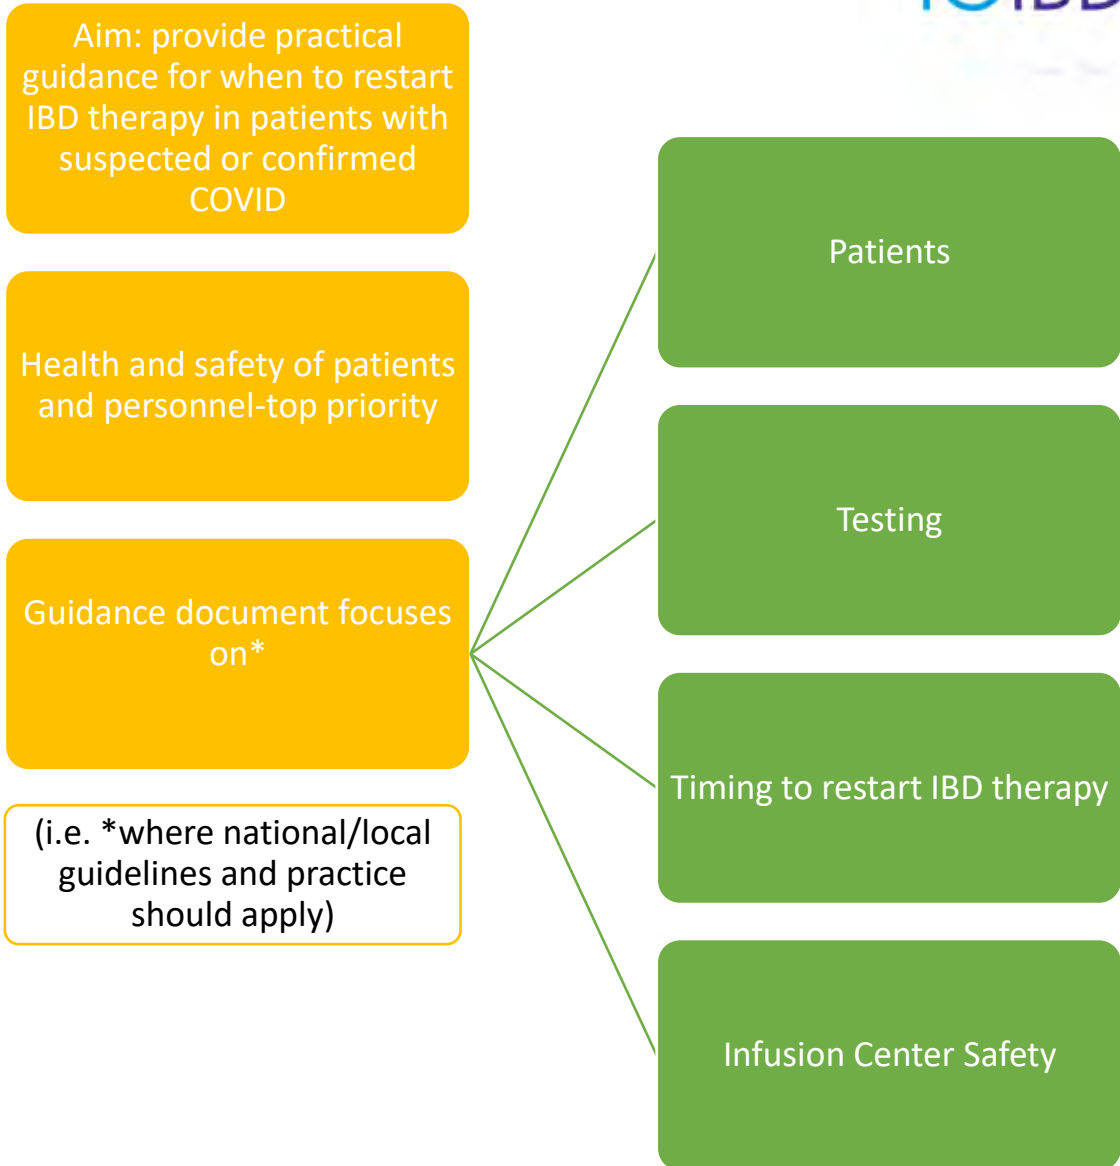 IOIBD
Aim: provide practical
guidance for when to restart
IBD therapy in patients with
suspected or confirmed
COVID
Health and safety of patients
and personnel-top priority
Guidance document focuses
on*
(i.e. *where national/local
guidelines and practice
should apply)
Patients
Testing
Timing to restart IBD therapy
Infusion Center Safety